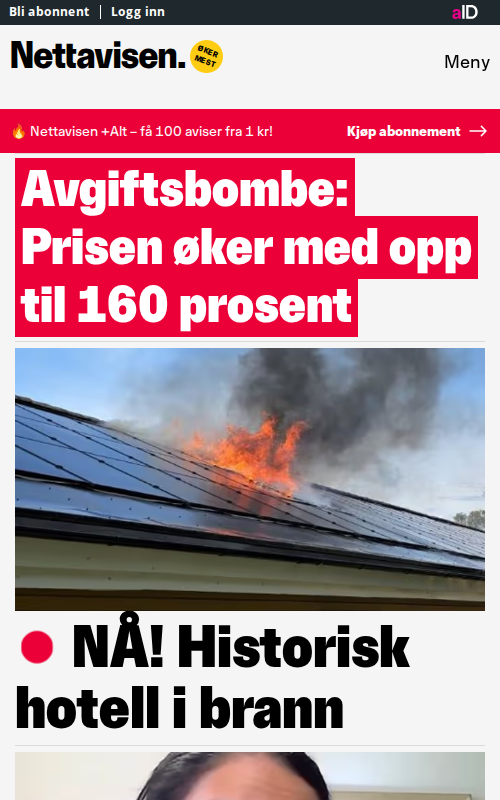 Bli abonnent | Logg inn
aID
Nettavisen.
ØKER
MEST
Meny
🔥 Nettavisen +Alt – få 100 aviser fra 1 kr!
Kjøp abonnement →
Avgiftsbombe:
Prisen øker med opp
til 160 prosent
NÅ! Historisk
hotell i brann